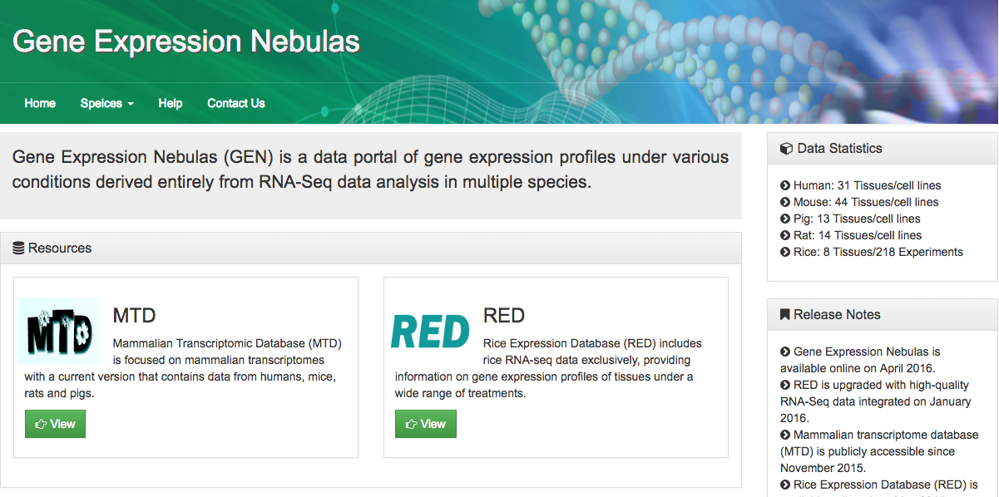 Gene Expression Nebulas
Home Speices Help Contact Us
Gene Expression Nebulas (GEN) is a data portal of gene expression profiles under various
conditions derived entirely from RNA-Seq data analysis in multiple species.
Resources
MTD
MTD
Mammalian Transcriptomic Database (MTD)
is focused on mammalian transcriptomes
with a current version that contains data from humans, mice,
rats and pigs.
View
RED
RED
Rice Expression Database (RED) includes
rice RNA-seq data exclusively, providing
information on gene expression profiles of tissues under a
wide range of treatments.
View
Data Statistics
Human: 31 Tissues/cell lines
Mouse: 44 Tissues/cell lines
Pig: 13 Tissues/cell lines
Rat: 14 Tissues/cell lines
Rice: 8 Tissues/218 Experiments
Release Notes
Gene Expression Nebulas is
available online on April 2016.
RED is upgraded with high-quality
RNA-Seq data integrated on January
2016.
Mammalian transcriptome database
(MTD) is publicly accessible since
November 2015.
Rice Expression Database (RED) is